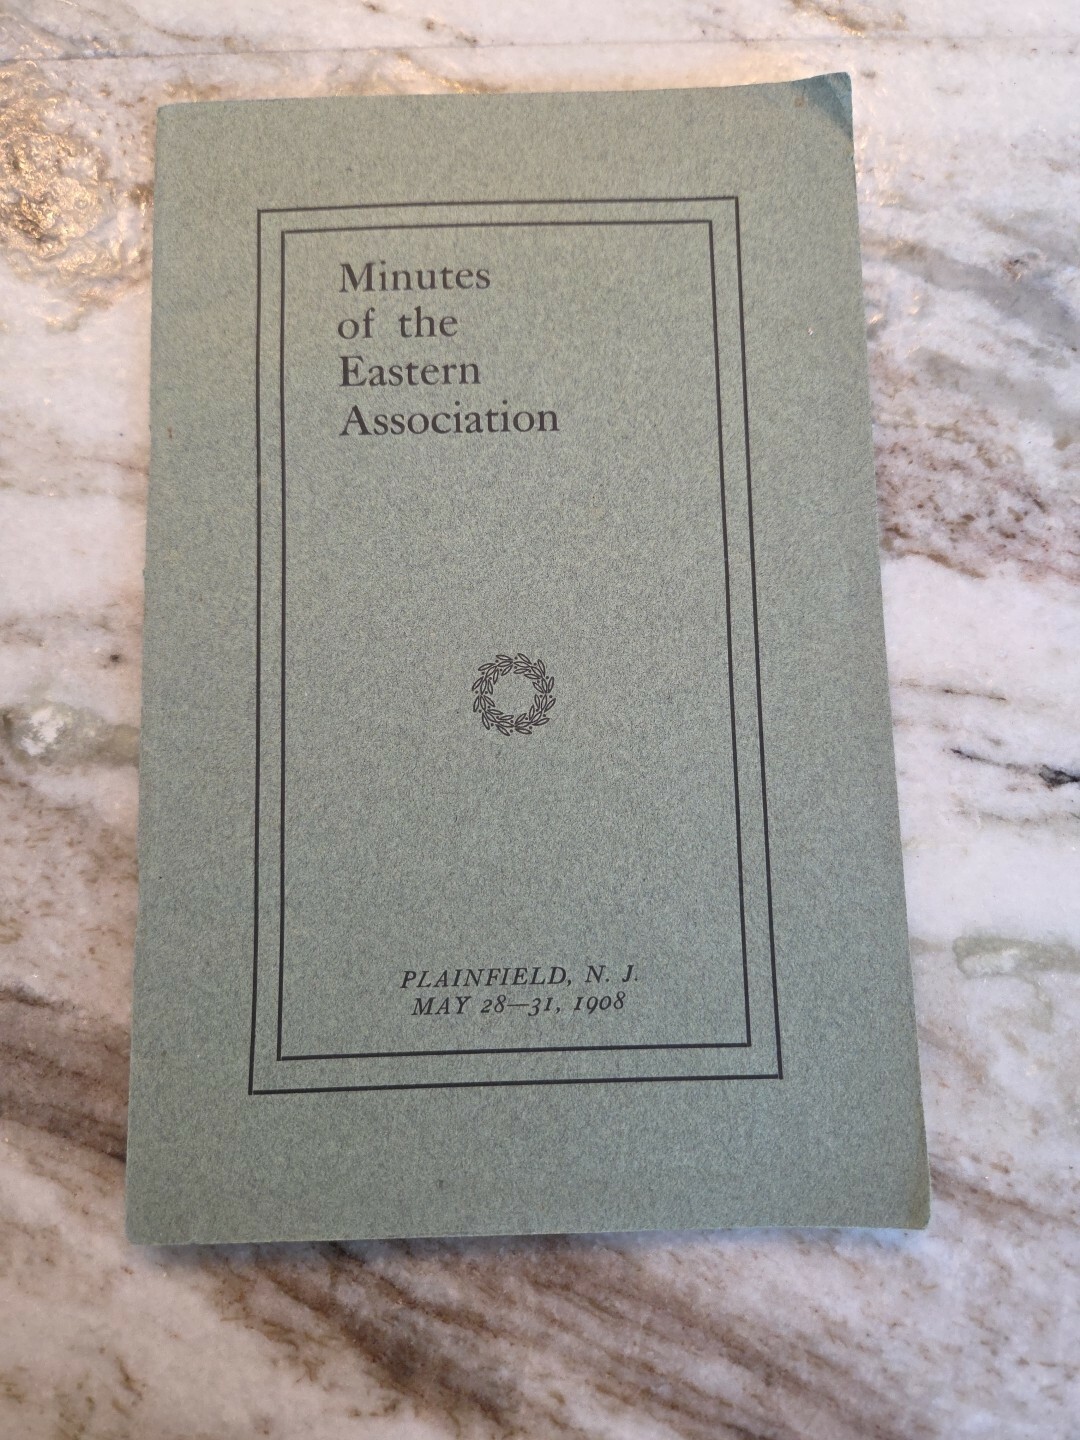 Minutes
of the
Eastern
Association
PLAINFIELD, N. J.
MAY 28—31, 1908